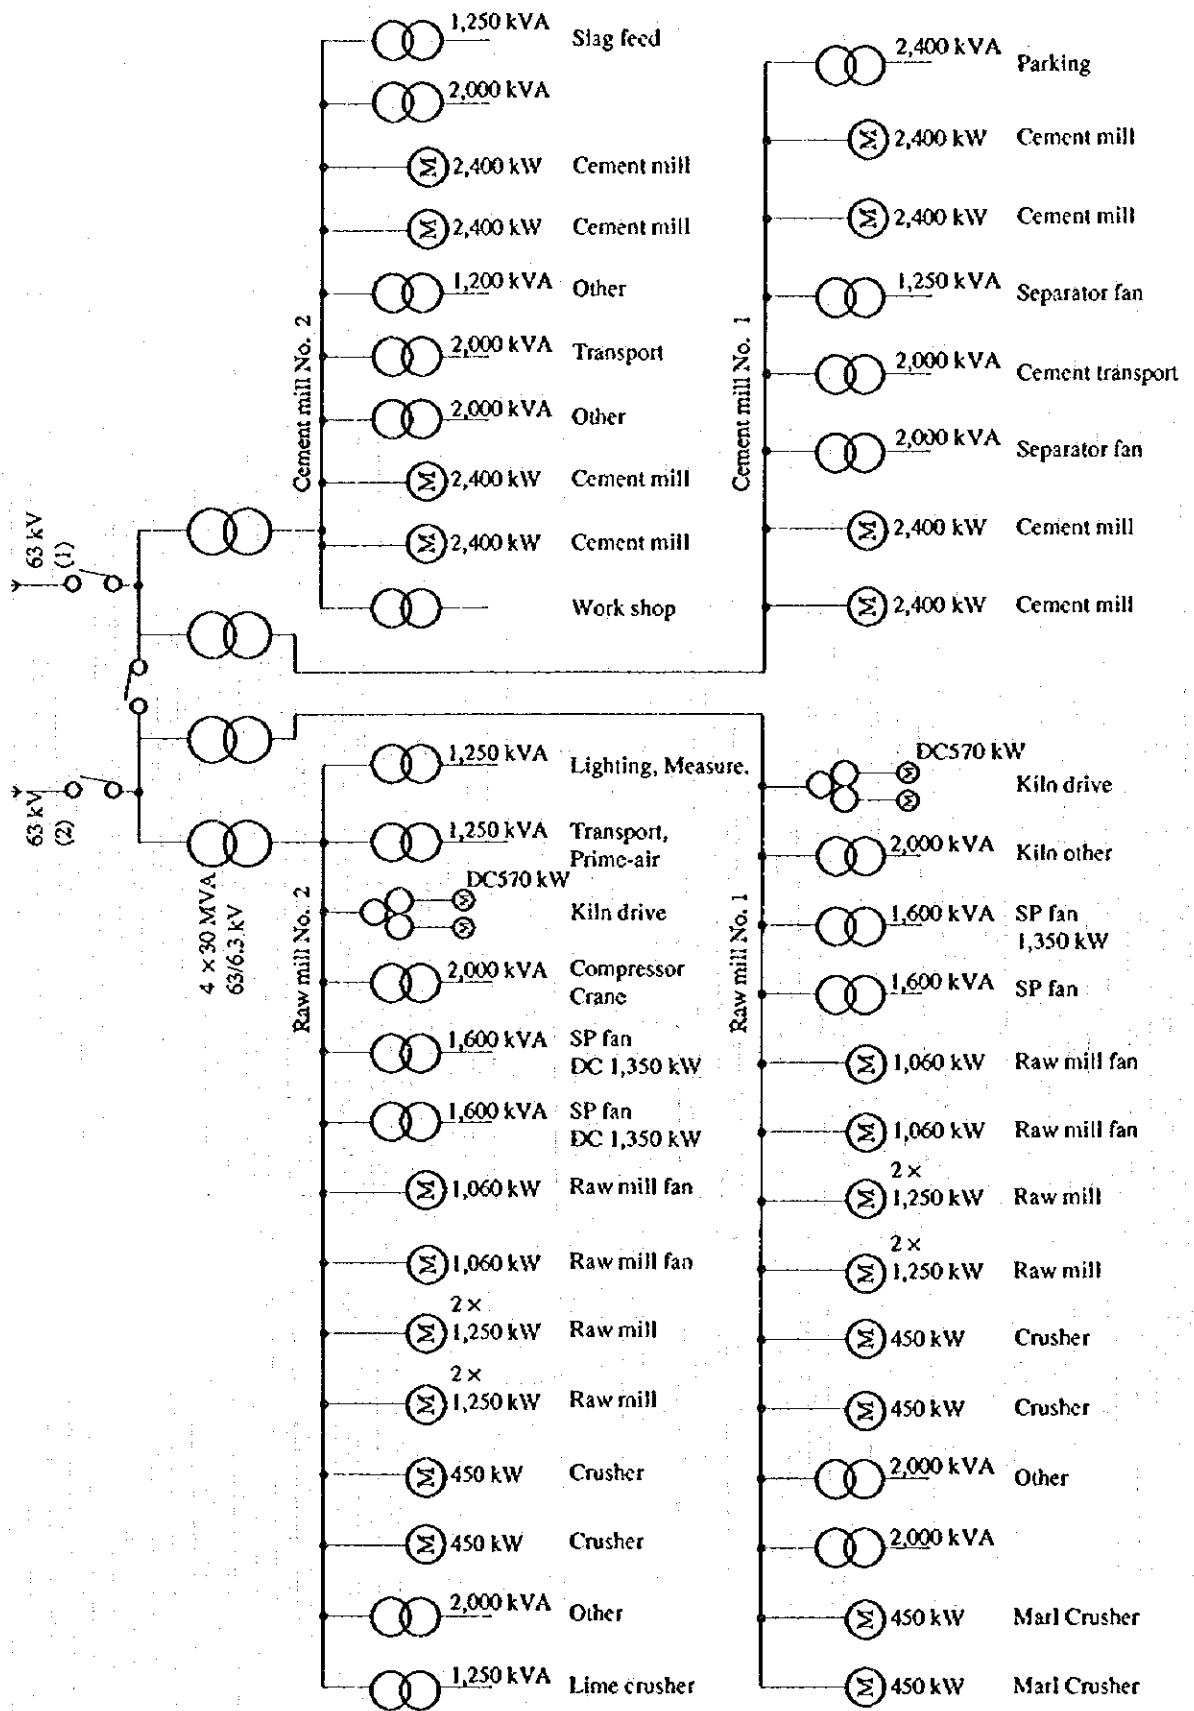 1,250 kVA Slag feed
2,000 kVA
M 2,400 kW Cement mill
M 2,400 kW Cement mill
1,200 kVA Other
2,000 kVA Transport
2,000 kVA Other
M 2,400 kW Cement mill
M 2,400 kW Cement mill
Work shop
Cement mill No. 2
2,400 kVA Parking
M 2,400 kW Cement mill
M 2,400 kW Cement mill
1,250 kVA Separator fan
2,000 kVA Cement transport
2,000 kVA Separator fan
M 2,400 kW Cement mill
M 2,400 kW Cement mill
Cement mill No. 1
63 kV
(1)
63 kV
(2)
4 × 30 MVA
63/6.3 kV
1,250 kVA Lighting, Measure.
1,250 kVA Transport,
Prime-air
DC570 kW
M
M
Kiln drive
2,000 kVA Compressor
Crane
1,600 kVA SP fan
DC 1,350 kW
1,600 kVA SP fan
DC 1,350 kW
M 1,060 kW Raw mill fan
M 1,060 kW Raw mill fan
2 ×
M 1,250 kW Raw mill
2 ×
M 1,250 kW Raw mill
M 450 kW Crusher
M 450 kW Crusher
2,000 kVA Other
1,250 kVA Lime crusher
Raw mill No. 2
DC570 kW
M
M
Kiln drive
2,000 kVA Kiln other
1,600 kVA SP fan
1,350 kW
1,600 kVA SP fan
M 1,060 kW Raw mill fan
M 1,060 kW Raw mill fan
2 ×
M 1,250 kW Raw mill
2 ×
M 1,250 kW Raw mill
M 450 kW Crusher
M 450 kW Crusher
2,000 kVA Other
2,000 kVA
M 450 kW Marl Crusher
M 450 kW Marl Crusher
Raw mill No. 1